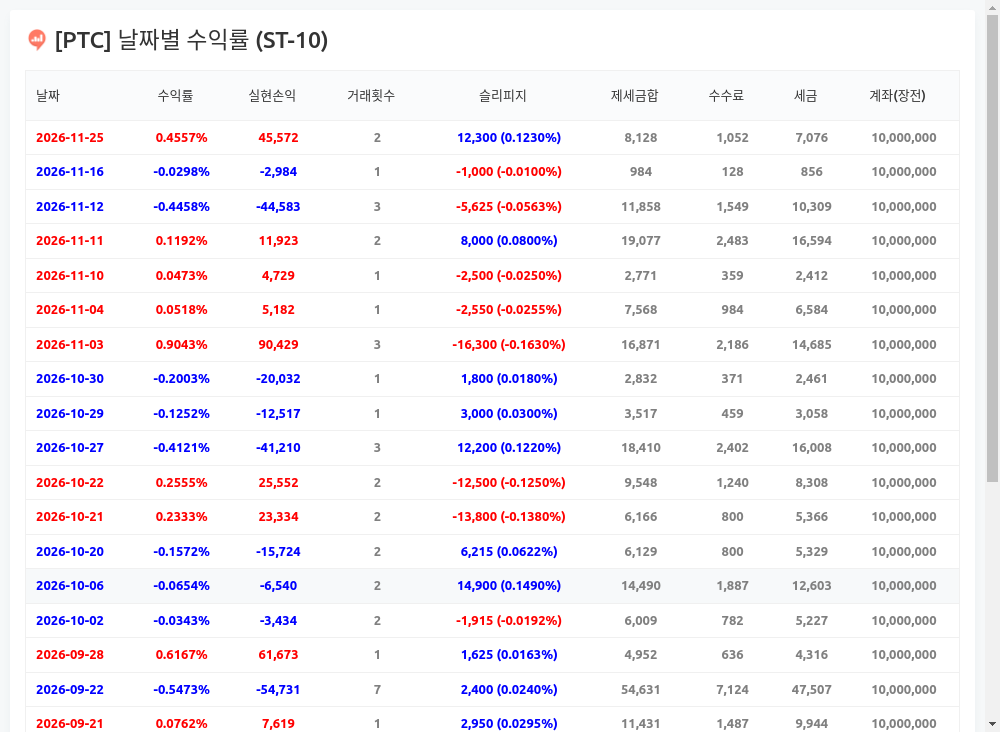 [PTC] 날짜별 수익률 (ST-10)
날짜 수익률 실현손익 거래횟수 슬리피지 제세금합 수수료 세금 계좌(장전)
2026-11-25 0.4557% 45,572 2 12,300 (0.1230%) 8,128 1,052 7,076 10,000,000
2026-11-16 -0.0298% -2,984 1 -1,000 (-0.0100%) 984 128 856 10,000,000
2026-11-12 -0.4458% -44,583 3 -5,625 (-0.0563%) 11,858 1,549 10,309 10,000,000
2026-11-11 0.1192% 11,923 2 8,000 (0.0800%) 19,077 2,483 16,594 10,000,000
2026-11-10 0.0473% 4,729 1 -2,500 (-0.0250%) 2,771 359 2,412 10,000,000
2026-11-04 0.0518% 5,182 1 -2,550 (-0.0255%) 7,568 984 6,584 10,000,000
2026-11-03 0.9043% 90,429 3 -16,300 (-0.1630%) 16,871 2,186 14,685 10,000,000
2026-10-30 -0.2003% -20,032 1 1,800 (0.0180%) 2,832 371 2,461 10,000,000
2026-10-29 -0.1252% -12,517 1 3,000 (0.0300%) 3,517 459 3,058 10,000,000
2026-10-27 -0.4121% -41,210 3 12,200 (0.1220%) 18,410 2,402 16,008 10,000,000
2026-10-22 0.2555% 25,552 2 -12,500 (-0.1250%) 9,548 1,240 8,308 10,000,000
2026-10-21 0.2333% 23,334 2 -13,800 (-0.1380%) 6,166 800 5,366 10,000,000
2026-10-20 -0.1572% -15,724 2 6,215 (0.0622%) 6,129 800 5,329 10,000,000
2026-10-06 -0.0654% -6,540 2 14,900 (0.1490%) 14,490 1,887 12,603 10,000,000
2026-10-02 -0.0343% -3,434 2 -1,915 (-0.0192%) 6,009 782 5,227 10,000,000
2026-09-28 0.6167% 61,673 1 1,625 (0.0163%) 4,952 636 4,316 10,000,000
2026-09-22 -0.5473% -54,731 7 2,400 (0.0240%) 54,631 7,124 47,507 10,000,000
2026-09-21 0.0762% 7,619 1 2,950 (0.0295%) 11,431 1,487 9,944 10,000,000